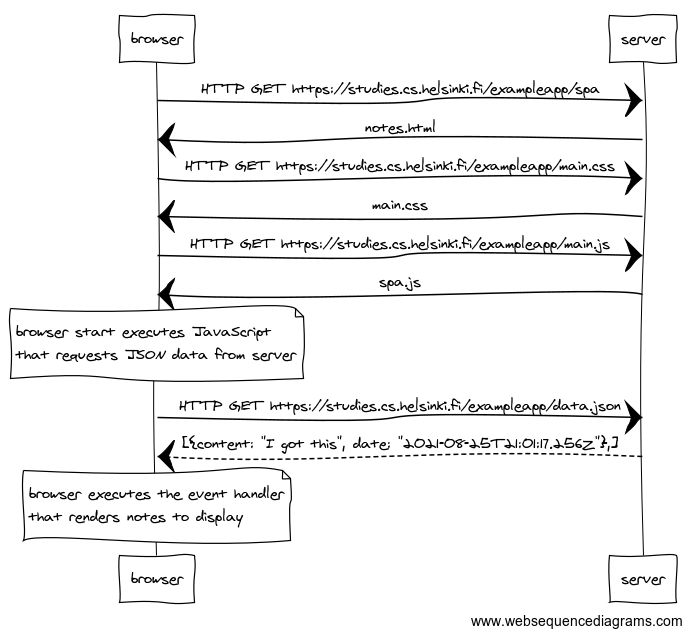 browser server
HTTP GET https://studies.cs.helsinki.fi/exampleapp/spa
notes.html
HTTP GET https://studies.cs.helsinki.fi/exampleapp/main.css
main.css
HTTP GET https://studies.cs.helsinki.fi/exampleapp/main.js
spa.js
browser start executes JavaScript
that requests JSON data from server
HTTP GET https://studies.cs.helsinki.fi/exampleapp/data.json
[{content: "I got this", date: "2021-08-25T21:01:17.256Z"},]
browser executes the event handler
that renders notes to display
browser server
www.websequencediagrams.com